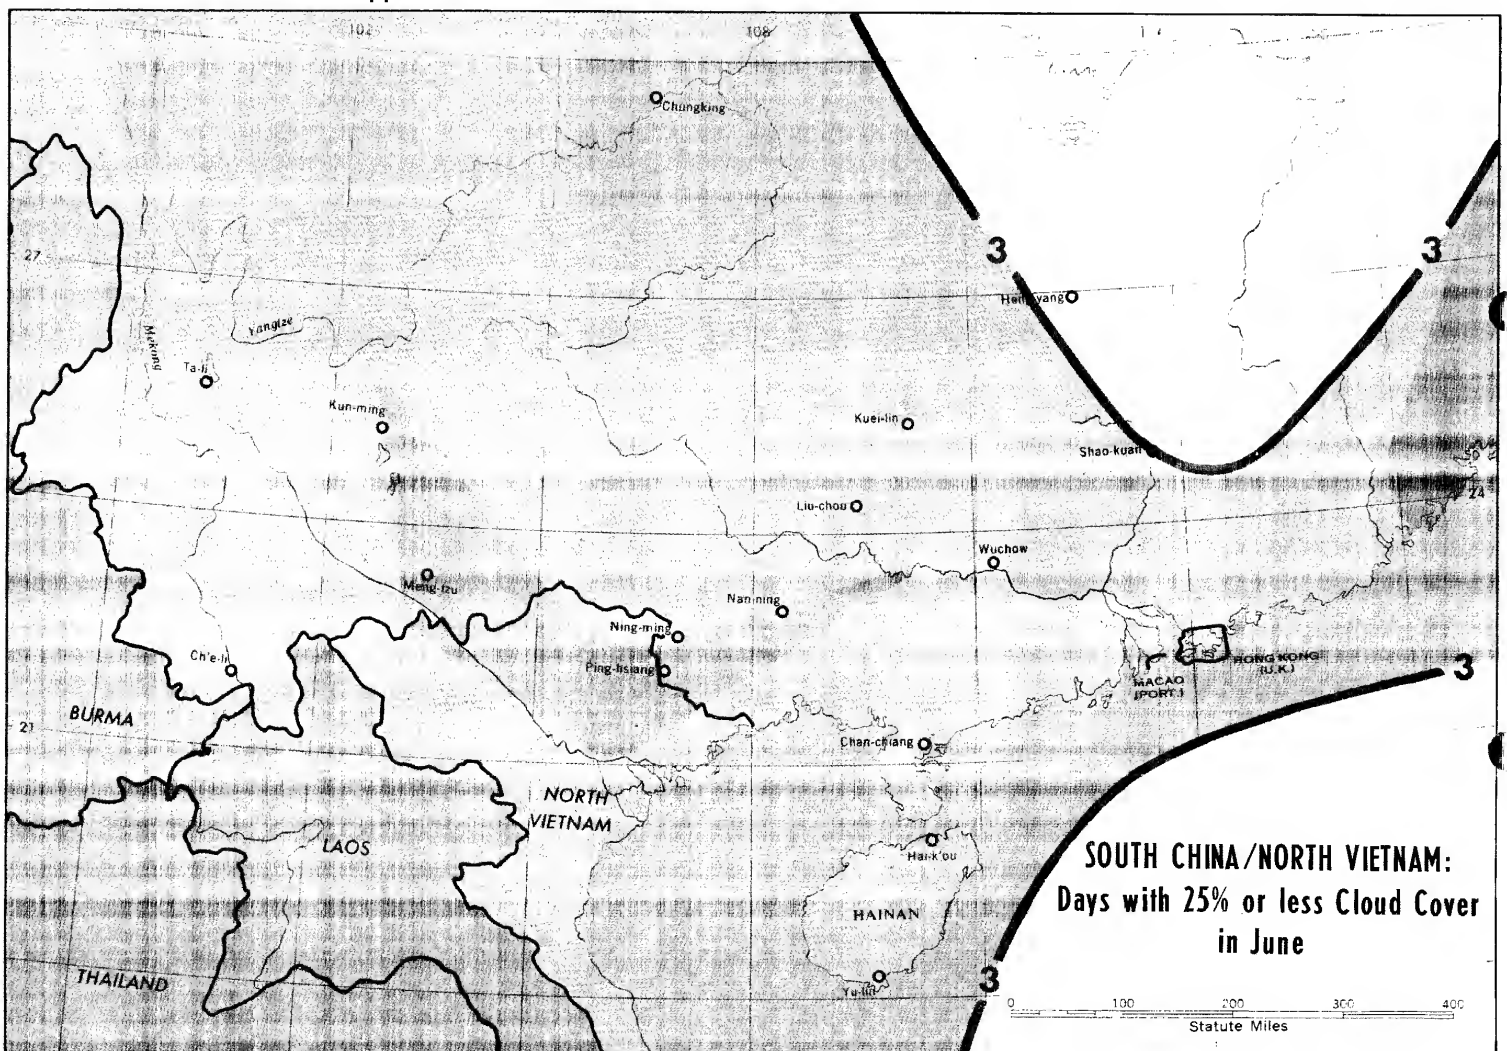 102
108
Chungking
3
3
27
Heng-yang
Mekong
Yangtze
Ta-li
Kun-ming
Kuei-lin
Shao-kuan
24
Liu-chou
Wuchow
Meng-tzu
Nan-ning
Ning-ming
Ch'e-li
Ping-hsiang
HONG KONG
(U.K.)
MACAO
(PORT.)
3
BURMA
21
Chan-chiang
NORTH
VIETNAM
LAOS
Hai-k'ou
SOUTH CHINA/NORTH VIETNAM:
Days with 25% or less Cloud Cover
in June
HAINAN
THAILAND
Yu-lin
3
0 100 200 300 400
Statute Miles